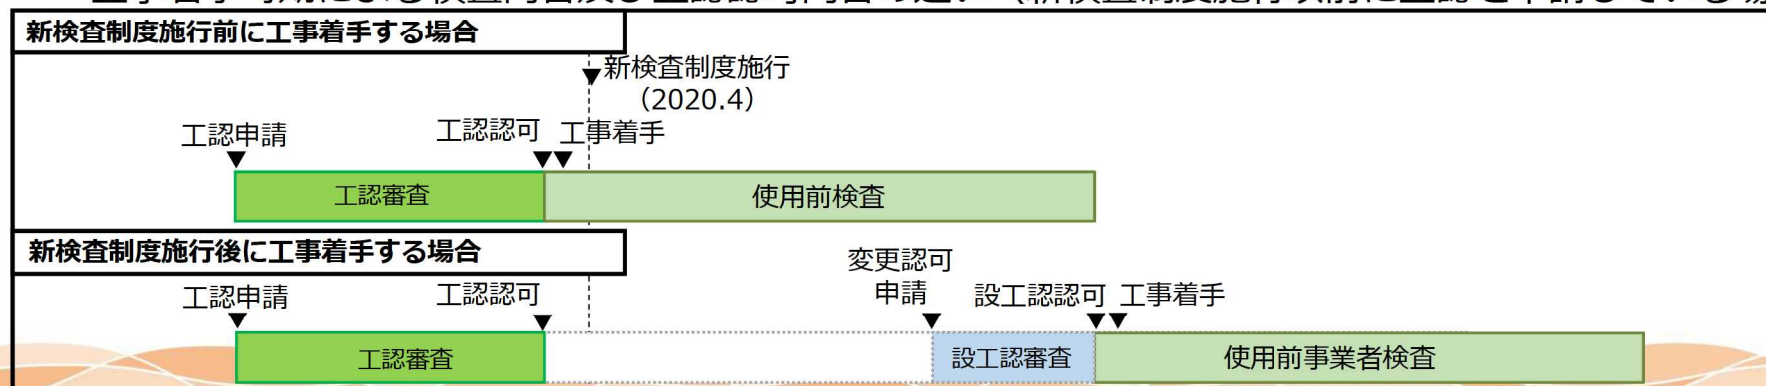 新検査制度施行前に工事着手する場合
新検査制度施行
（2020.4）
工認申請
工認認可
工事着手
工認審査
使用前検査
新検査制度施行後に工事着手する場合
変更認可
申請
工認申請
工認認可
設工認認可
工事着手
工認審査
設工認審査
使用前事業者検査